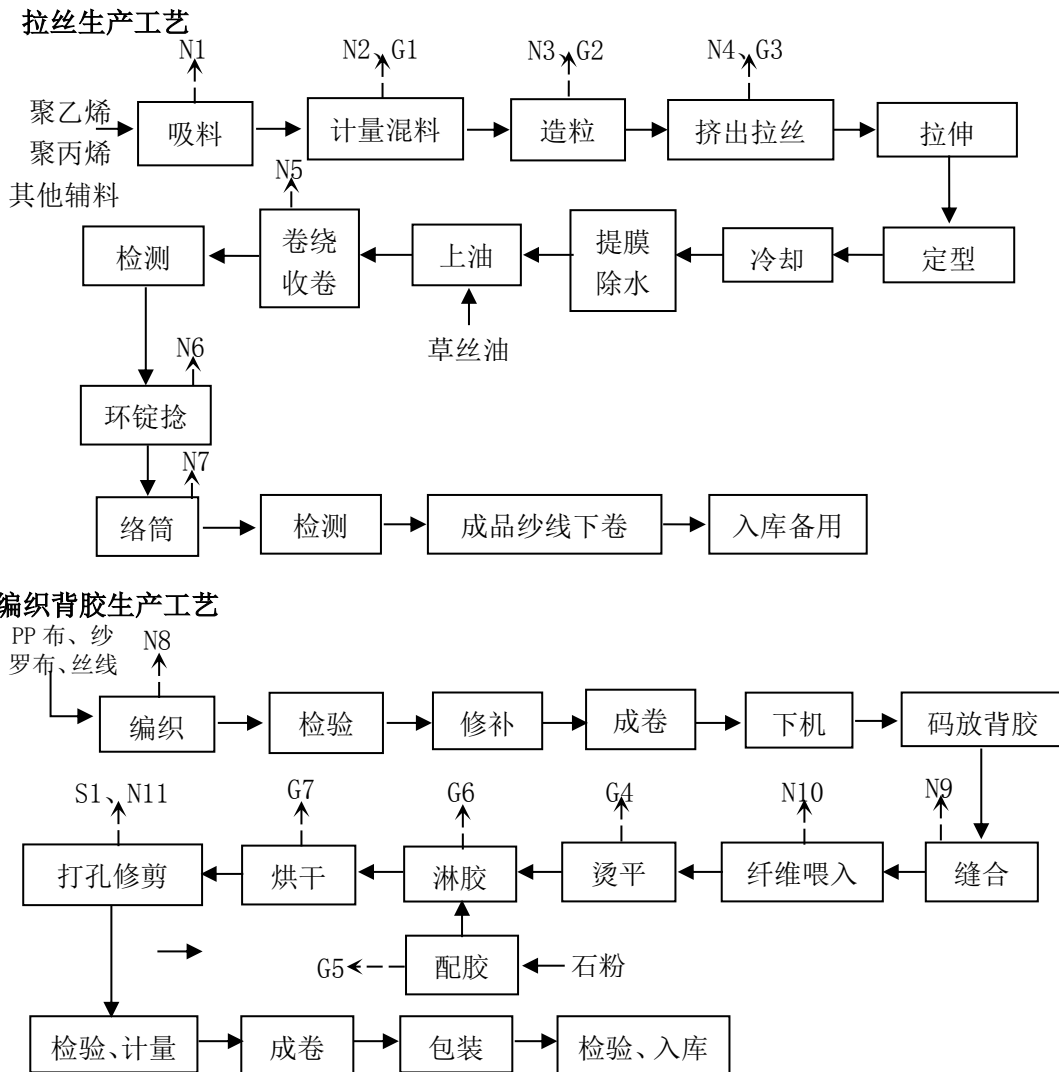 拉丝生产工艺
N1
N2、G1
N3、G2
N4、G3
聚乙烯
聚丙烯
其他辅料
吸料
计量混料
造粒
挤出拉丝
拉伸
N5
检测
卷绕
收卷
上油
提膜
除水
冷却
定型
草丝油
N6
环锭捻
N7
络筒
检测
成品纱线下卷
入库备用
编织背胶生产工艺
PP 布、纱
罗布、丝线
N8
编织
检验
修补
成卷
下机
码放背胶
S1、N11
G7
G6
G4
N10
N9
打孔修剪
烘干
淋胶
烫平
纤维喂入
缝合
G5
配胶
石粉
检验、计量
成卷
包装
检验、入库